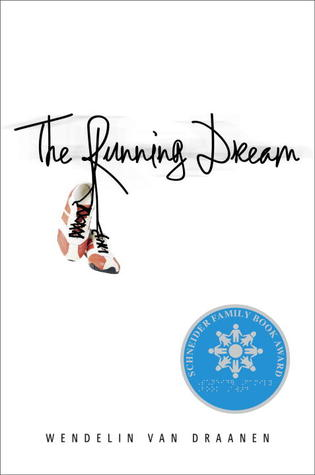 The Running Dream
SCHNEIDER FAMILY BOOK AWARD
WENDELIN VAN DRAANEN